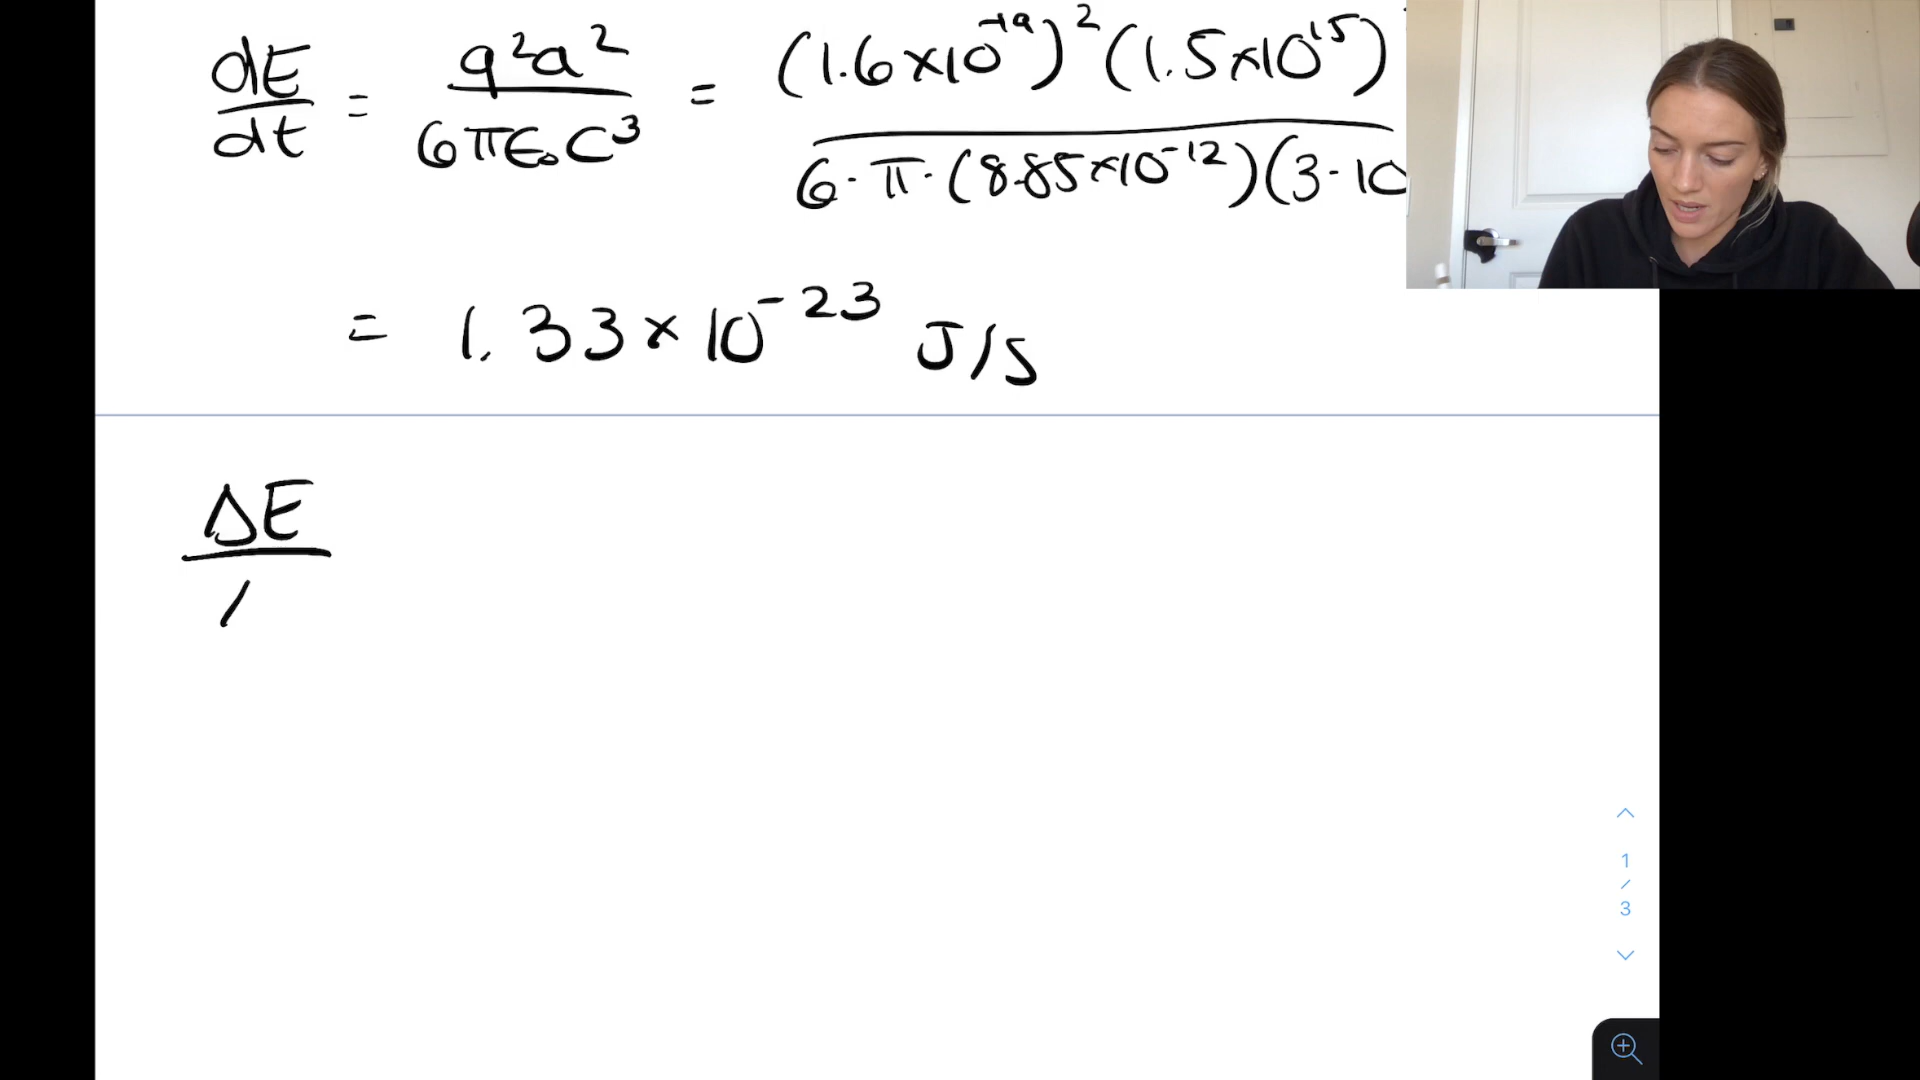 dE/dt = q²a²/6πε₀c³ = (1.6×10⁻¹⁹)²(1.5×10¹⁵)/6·π·(8.85×10⁻¹²)(3·10
= 1.33×10⁻²³ J/s
ΔE/
1
/
3